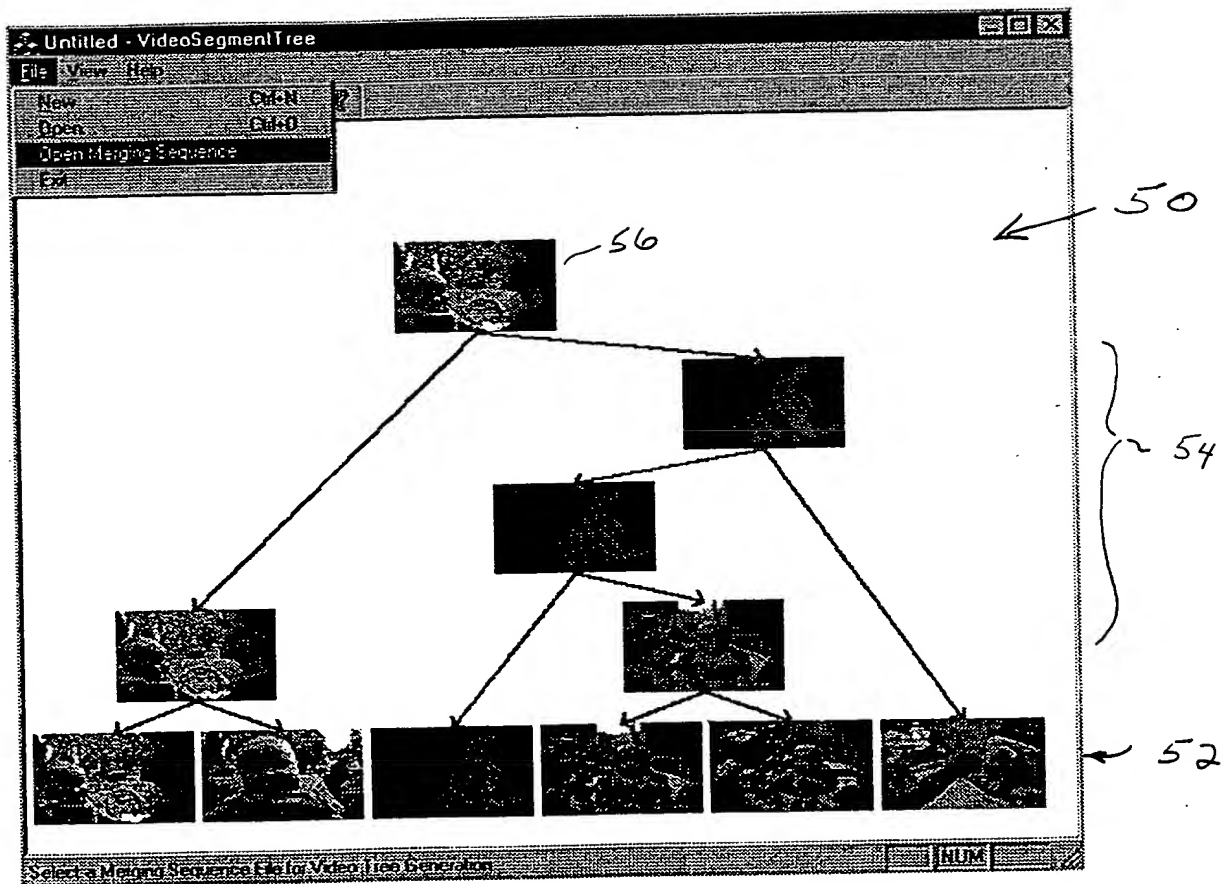 Untitled - VideoSegmentTree
File View Help
New Ctrl+N
?
Open... Ctrl+O
Open Merging Sequence
Exit
50
56
54
52
Select a Merging Sequence File for Video Tree Generation
NUM